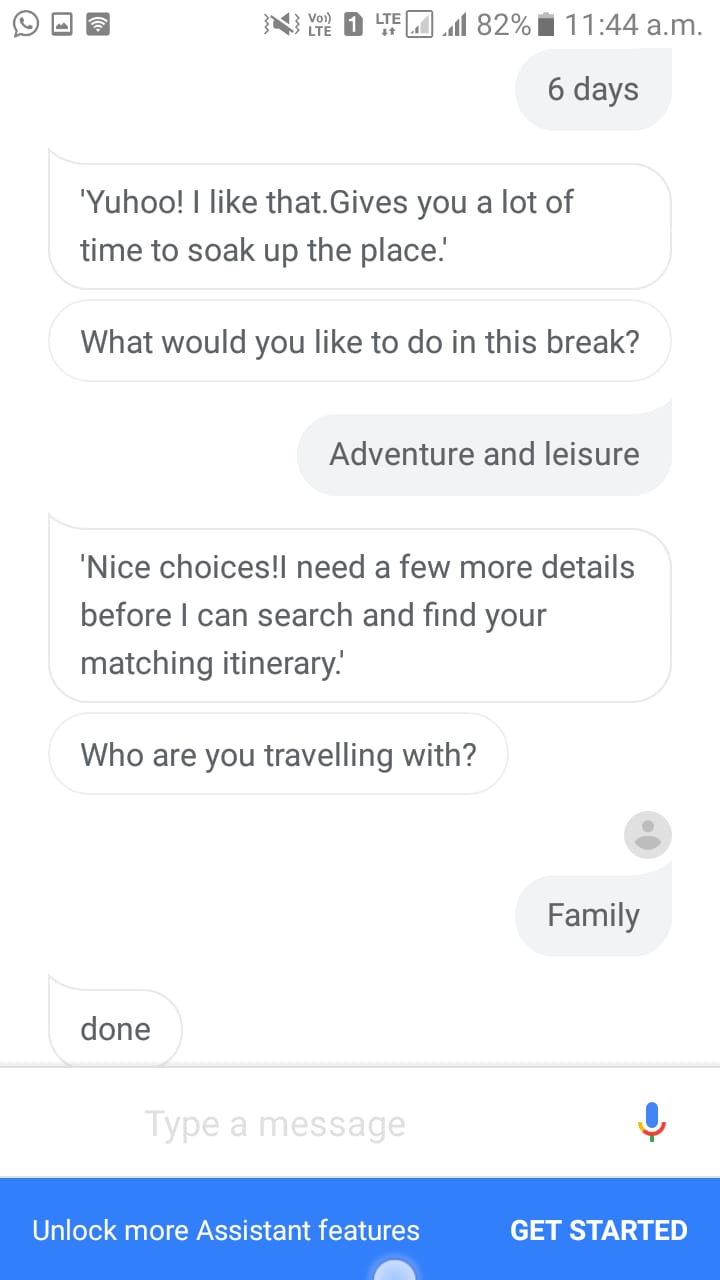 Vo)) LTE 1 LTE 82% 11:44 a.m.
6 days
'Yuhoo! I like that.Gives you a lot of
time to soak up the place.'
What would you like to do in this break?
Adventure and leisure
'Nice choices!I need a few more details
before I can search and find your
matching itinerary.'
Who are you travelling with?
Family
done
Type a message
Unlock more Assistant features GET STARTED